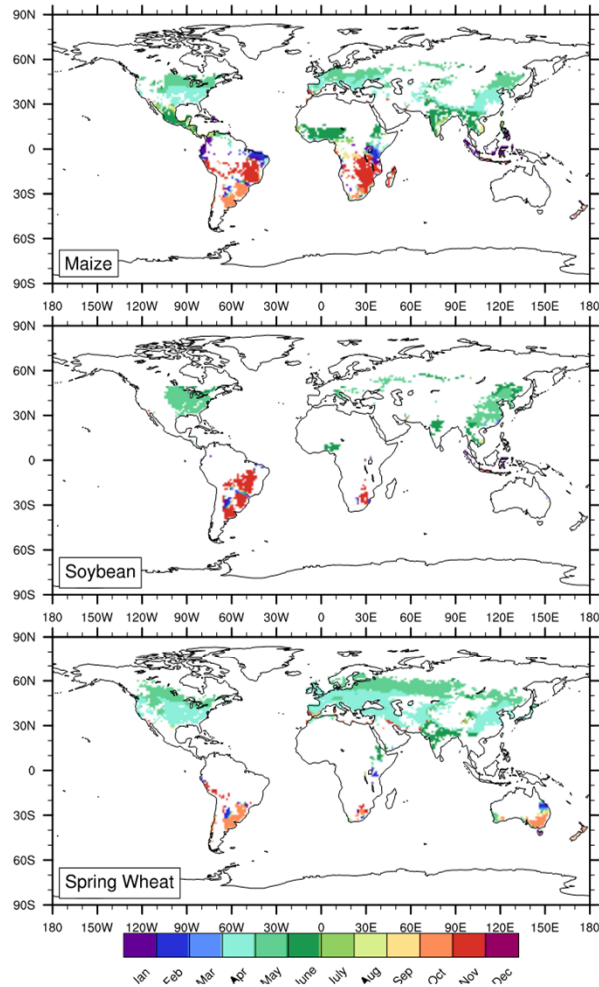 90N
60N
30N
0
30S
60S
Maize
90S
180 150W 120W 90W 60W 30W 0 30E 60E 90E 120E 150E 180
90N
60N
30N
0
30S
60S
Soybean
90S
180 150W 120W 90W 60W 30W 0 30E 60E 90E 120E 150E 180
90N
60N
30N
0
30S
60S
Spring Wheat
90S
180 150W 120W 90W 60W 30W 0 30E 60E 90E 120E 150E 180
Jan Feb Mar Apr May June July Aug Sep Oct Nov Dec